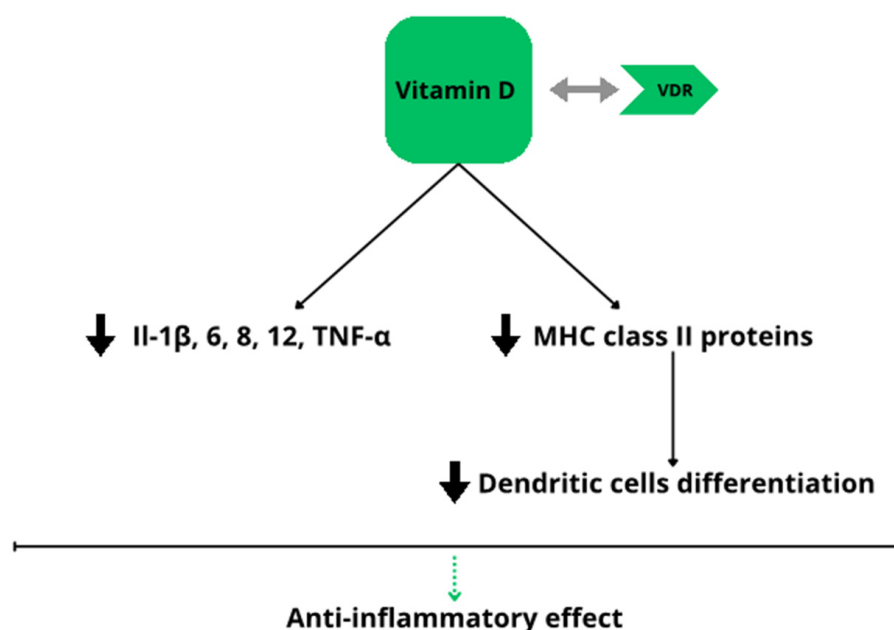 Vitamin D
VDR
Il-1β, 6, 8, 12, TNF-α
MHC class II proteins
Dendritic cells differentiation
Anti-inflammatory effect